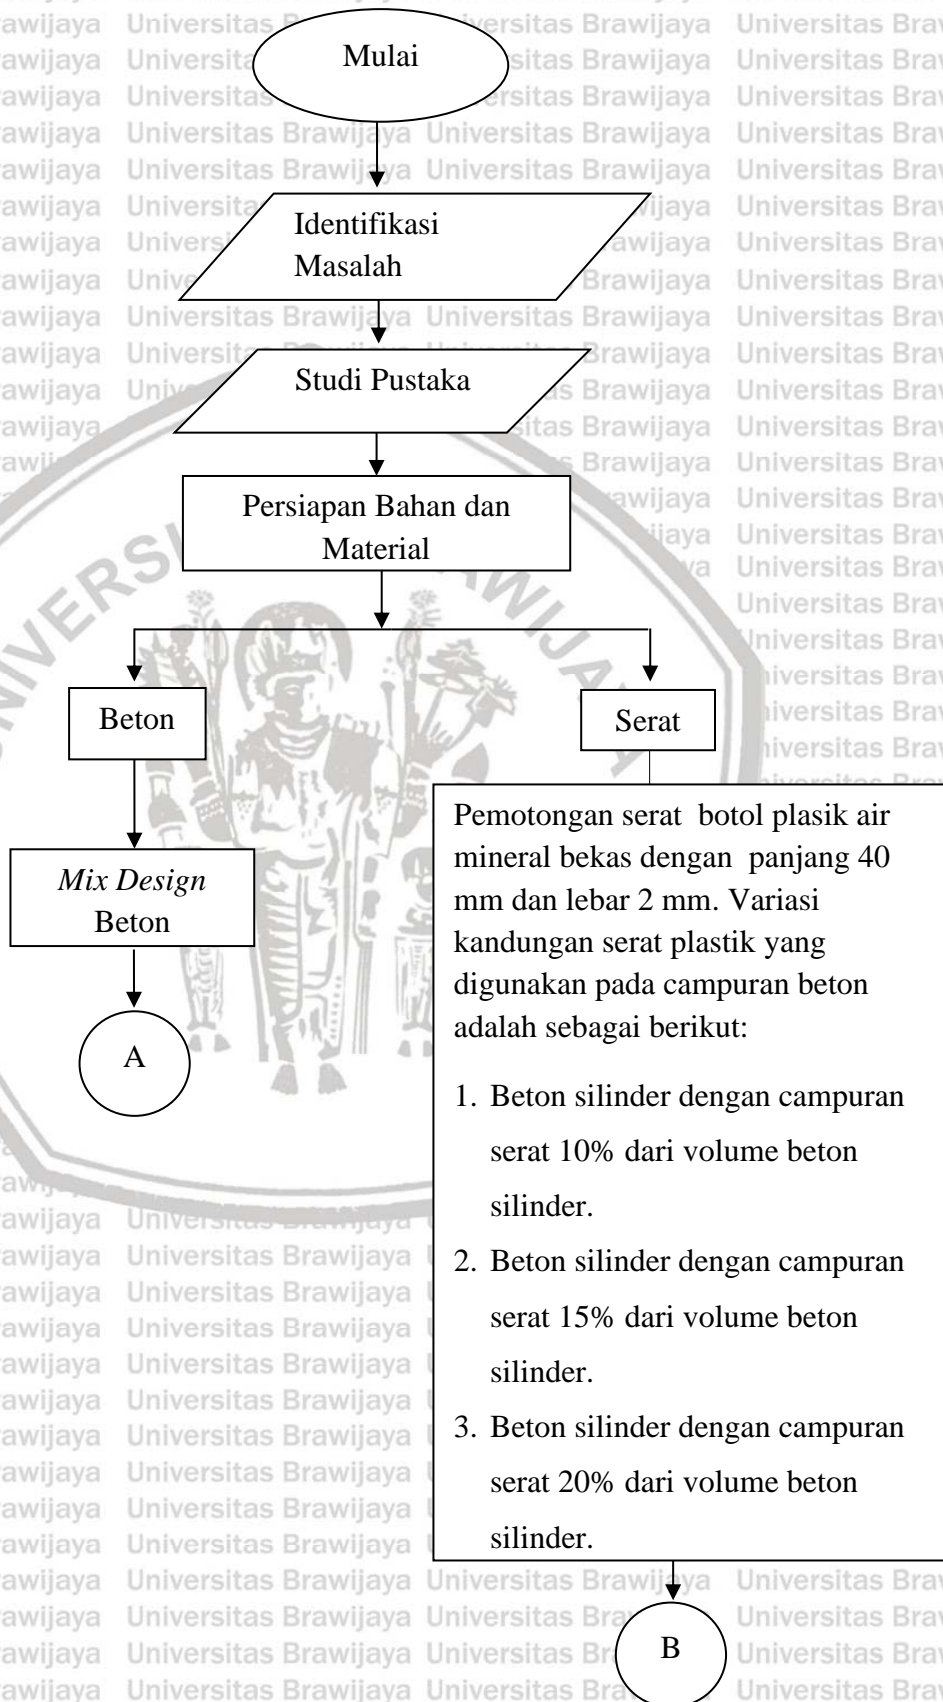 Mulai
Identifikasi
Masalah
Studi Pustaka
Persiapan Bahan dan
Material
Beton
Serat
Mix Design
Beton
A
Pemotongan serat botol plasik air
mineral bekas dengan panjang 40
mm dan lebar 2 mm. Variasi
kandungan serat plastik yang
digunakan pada campuran beton
adalah sebagai berikut:
1. Beton silinder dengan campuran
serat 10% dari volume beton
silinder.
2. Beton silinder dengan campuran
serat 15% dari volume beton
silinder.
3. Beton silinder dengan campuran
serat 20% dari volume beton
silinder.
B